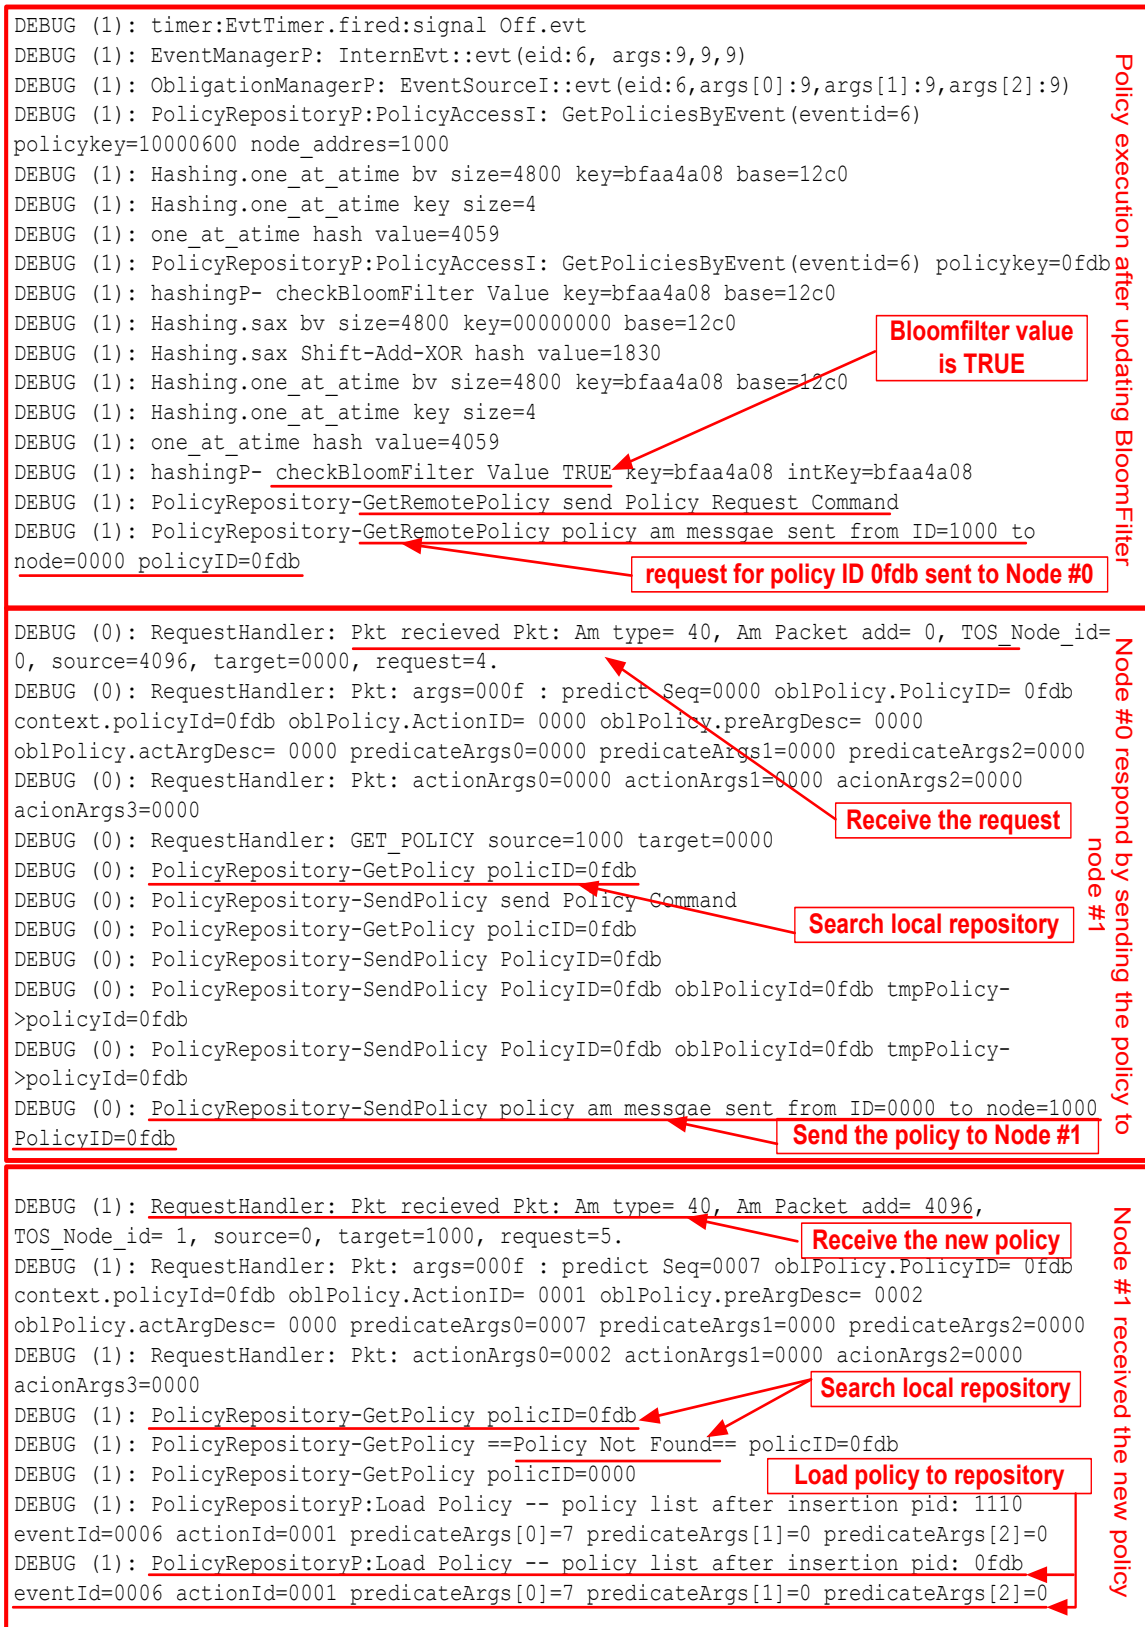 DEBUG (1): timer:EvtTimer.fired:signal Off.evt
DEBUG (1): EventManagerP: InternEvt::evt(eid:6, args:9,9,9)
DEBUG (1): ObligationManagerP: EventSourceI::evt(eid:6,args[0]:9,args[1]:9,args[2]:9)
DEBUG (1): PolicyRepositoryP:PolicyAccessI: GetPoliciesByEvent(eventid=6)
policykey=10000600 node_addres=1000
DEBUG (1): Hashing.one_at_atime bv size=4800 key=bfaa4a08 base=12c0
DEBUG (1): Hashing.one_at_atime key size=4
DEBUG (1): one_at_atime hash value=4059
DEBUG (1): PolicyRepositoryP:PolicyAccessI: GetPoliciesByEvent(eventid=6) policykey=0fdb
DEBUG (1): hashingP- checkBloomFilter Value key=bfaa4a08 base=12c0
DEBUG (1): Hashing.sax bv size=4800 key=00000000 base=12c0
DEBUG (1): Hashing.sax Shift-Add-XOR hash value=1830
DEBUG (1): Hashing.one_at_atime bv size=4800 key=bfaa4a08 base=12c0
DEBUG (1): Hashing.one_at_atime key size=4
DEBUG (1): one_at_atime hash value=4059
DEBUG (1): hashingP- checkBloomFilter Value TRUE key=bfaa4a08 intKey=bfaa4a08
DEBUG (1): PolicyRepository-GetRemotePolicy send Policy Request Command
DEBUG (1): PolicyRepository-GetRemotePolicy policy am messgae sent from ID=1000 to
node=0000 policyID=0fdb
Bloomfilter value
is TRUE
request for policy ID 0fdb sent to Node #0
Policy execution after updating BloomFilter
DEBUG (0): RequestHandler: Pkt recieved Pkt: Am type= 40, Am Packet add= 0, TOS_Node_id=
0, source=4096, target=0000, request=4.
DEBUG (0): RequestHandler: Pkt: args=000f : predict Seq=0000 oblPolicy.PolicyID= 0fdb
context.policyId=0fdb oblPolicy.ActionID= 0000 oblPolicy.preArgDesc= 0000
oblPolicy.actArgDesc= 0000 predicateArgs0=0000 predicateArgs1=0000 predicateArgs2=0000
DEBUG (0): RequestHandler: Pkt: actionArgs0=0000 actionArgs1=0000 acionArgs2=0000
acionArgs3=0000
DEBUG (0): RequestHandler: GET_POLICY source=1000 target=0000
DEBUG (0): PolicyRepository-GetPolicy policID=0fdb
DEBUG (0): PolicyRepository-SendPolicy send Policy Command
DEBUG (0): PolicyRepository-GetPolicy policID=0fdb
DEBUG (0): PolicyRepository-SendPolicy PolicyID=0fdb
DEBUG (0): PolicyRepository-SendPolicy PolicyID=0fdb oblPolicyId=0fdb tmpPolicy-
>policyId=0fdb
DEBUG (0): PolicyRepository-SendPolicy PolicyID=0fdb oblPolicyId=0fdb tmpPolicy-
>policyId=0fdb
DEBUG (0): PolicyRepository-SendPolicy policy am messgae sent from ID=0000 to node=1000
PolicyID=0fdb
Receive the request
Search local repository
Send the policy to Node #1
Node #0 respond by sending the policy to
node #1
DEBUG (1): RequestHandler: Pkt recieved Pkt: Am type= 40, Am Packet add= 4096,
TOS_Node_id= 1, source=0, target=1000, request=5.
DEBUG (1): RequestHandler: Pkt: args=000f : predict Seq=0007 oblPolicy.PolicyID= 0fdb
context.policyId=0fdb oblPolicy.ActionID= 0001 oblPolicy.preArgDesc= 0002
oblPolicy.actArgDesc= 0000 predicateArgs0=0007 predicateArgs1=0000 predicateArgs2=0000
DEBUG (1): RequestHandler: Pkt: actionArgs0=0002 actionArgs1=0000 acionArgs2=0000
acionArgs3=0000
DEBUG (1): PolicyRepository-GetPolicy policID=0fdb
DEBUG (1): PolicyRepository-GetPolicy ==Policy Not Found== policID=0fdb
DEBUG (1): PolicyRepository-GetPolicy policID=0000
DEBUG (1): PolicyRepositoryP:Load Policy -- policy list after insertion pid: 1110
eventId=0006 actionId=0001 predicateArgs[0]=7 predicateArgs[1]=0 predicateArgs[2]=0
DEBUG (1): PolicyRepositoryP:Load Policy -- policy list after insertion pid: 0fdb
eventId=0006 actionId=0001 predicateArgs[0]=7 predicateArgs[1]=0 predicateArgs[2]=0
Receive the new policy
Search local repository
Load policy to repository
Node #1 received the new policy